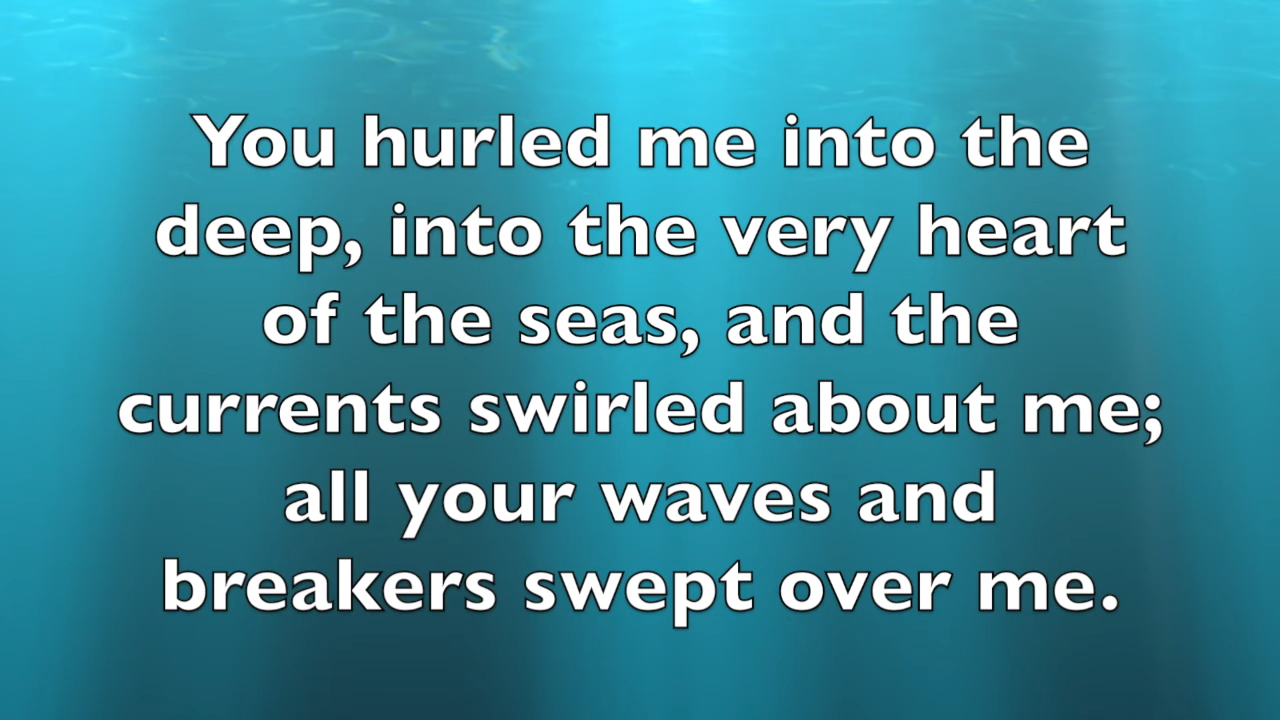 You hurled me into the
deep, into the very heart
of the seas, and the
currents swirled about me;
all your waves and
breakers swept over me.